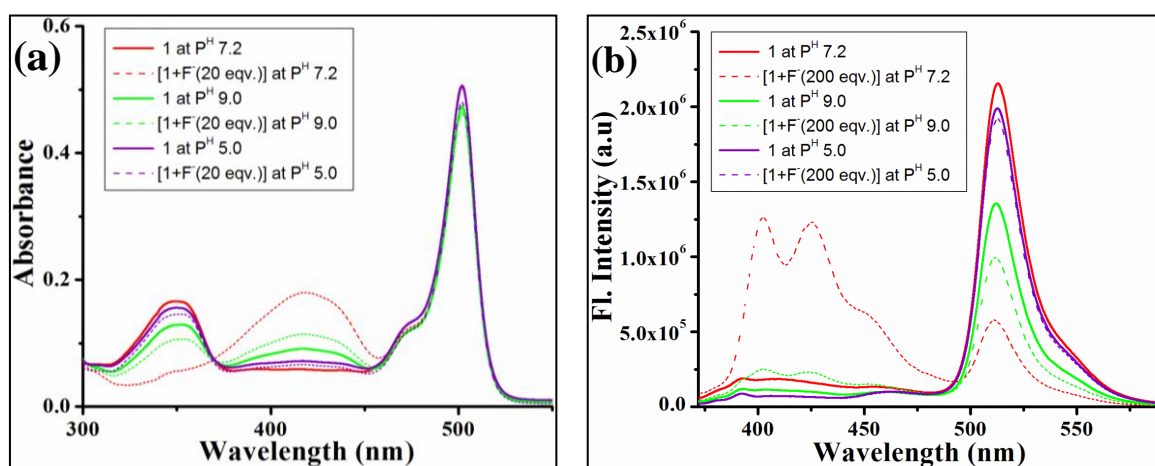 (a)
0.6
0.4
0.2
0.0
Absorbance
1 at P^H 7.2
[1+F^-(20 eqv.)] at P^H 7.2
1 at P^H 9.0
[1+F^-(20 eqv.)] at P^H 9.0
1 at P^H 5.0
[1+F^-(20 eqv.)] at P^H 5.0
300 400 500
Wavelength (nm)
(b)
2.5x10^6
2.0x10^6
1.5x10^6
1.0x10^6
5.0x10^5
0.0
Fl. Intensity (a.u)
1 at P^H 7.2
[1+F^-(200 eqv.)] at P^H 7.2
1 at P^H 9.0
[1+F^-(200 eqv.)] at P^H 9.0
1 at P^H 5.0
[1+F^-(200 eqv.)] at P^H 5.0
400 450 500 550
Wavelength (nm)